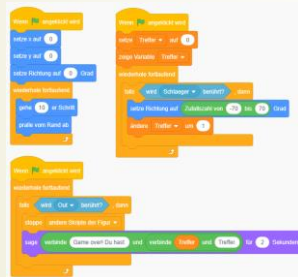 Wenn angeklickt wird
setze x auf 0
setze y auf 0
setze Richtung auf 0 Grad
wiederhole fortlaufend
gehe 10 er Schritt
pralle vom Rand ab
Wenn angeklickt wird
setze Treffer auf 0
zeige Variable Treffer
wiederhole fortlaufend
falls wird Schlaeger berührt? , dann
setze Richtung auf Zufallszahl von -70 bis 70 Grad
ändere Treffer um 1
Wenn angeklickt wird
wiederhole fortlaufend
falls wird Out berührt? , dann
stoppe andere Skripte der Figur
sage verbinde Game over! Du hast und verbinde Treffer und Treffer! für 2 Sekunden